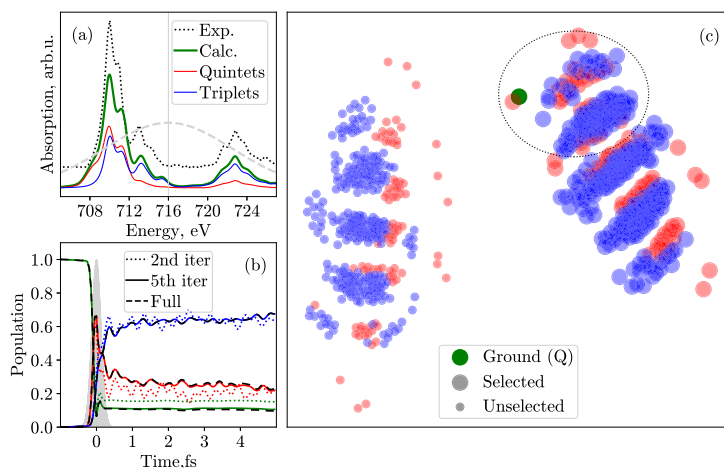 (a)
Exp.
Calc.
Quintets
Triplets
Absorption, arb.u.
708 712 716 720 724
Energy, eV
(b)
2nd iter
5th iter
Full
Population
1.0
0.8
0.6
0.4
0.2
0.0
0 1 2 3 4
Time,fs
(c)
Ground (Q)
Selected
Unselected